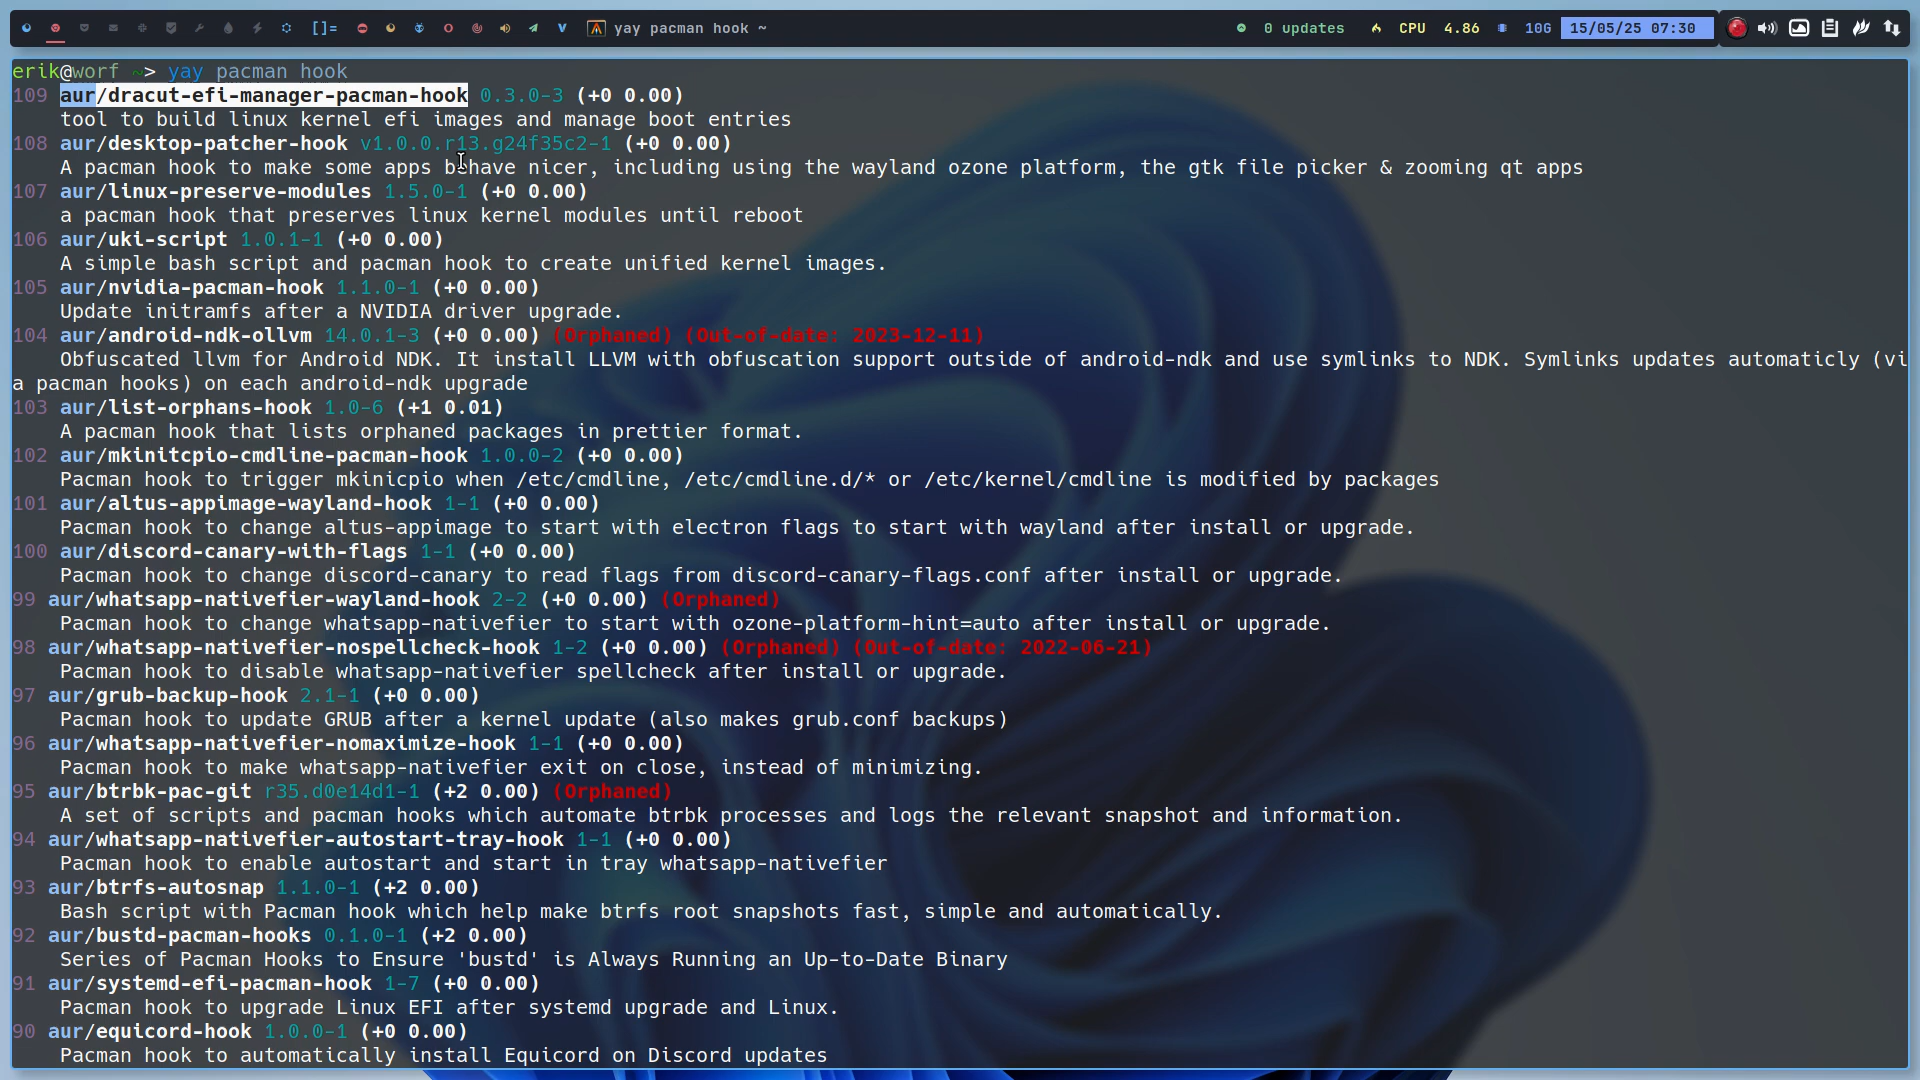 []= V yay pacman hook ~ 0 updates CPU 4.86 10G 15/05/25 07:30
erik@worf ~> yay pacman hook
109 aur/dracut-efi-manager-pacman-hook 0.3.0-3 (+0 0.00)
tool to build linux kernel efi images and manage boot entries
108 aur/desktop-patcher-hook v1.0.0.r13.g24f35c2-1 (+0 0.00)
A pacman hook to make some apps behave nicer, including using the wayland ozone platform, the gtk file picker & zooming qt apps
107 aur/linux-preserve-modules 1.5.0-1 (+0 0.00)
a pacman hook that preserves linux kernel modules until reboot
106 aur/uki-script 1.0.1-1 (+0 0.00)
A simple bash script and pacman hook to create unified kernel images.
105 aur/nvidia-pacman-hook 1.1.0-1 (+0 0.00)
Update initramfs after a NVIDIA driver upgrade.
104 aur/android-ndk-ollvm 14.0.1-3 (+0 0.00) (Orphaned) (Out-of-date: 2023-12-11)
Obfuscated llvm for Android NDK. It install LLVM with obfuscation support outside of android-ndk and use symlinks to NDK. Symlinks updates automaticly (vi
a pacman hooks) on each android-ndk upgrade
103 aur/list-orphans-hook 1.0-6 (+1 0.01)
A pacman hook that lists orphaned packages in prettier format.
102 aur/mkinitcpio-cmdline-pacman-hook 1.0.0-2 (+0 0.00)
Pacman hook to trigger mkinicpio when /etc/cmdline, /etc/cmdline.d/* or /etc/kernel/cmdline is modified by packages
101 aur/altus-appimage-wayland-hook 1-1 (+0 0.00)
Pacman hook to change altus-appimage to start with electron flags to start with wayland after install or upgrade.
100 aur/discord-canary-with-flags 1-1 (+0 0.00)
Pacman hook to change discord-canary to read flags from discord-canary-flags.conf after install or upgrade.
99 aur/whatsapp-nativefier-wayland-hook 2-2 (+0 0.00) (Orphaned)
Pacman hook to change whatsapp-nativefier to start with ozone-platform-hint=auto after install or upgrade.
98 aur/whatsapp-nativefier-nospellcheck-hook 1-2 (+0 0.00) (Orphaned) (Out-of-date: 2022-06-21)
Pacman hook to disable whatsapp-nativefier spellcheck after install or upgrade.
97 aur/grub-backup-hook 2.1-1 (+0 0.00)
Pacman hook to update GRUB after a kernel update (also makes grub.conf backups)
96 aur/whatsapp-nativefier-nomaximize-hook 1-1 (+0 0.00)
Pacman hook to make whatsapp-nativefier exit on close, instead of minimizing.
95 aur/btrbk-pac-git r35.d0e14d1-1 (+2 0.00) (Orphaned)
A set of scripts and pacman hooks which automate btrbk processes and logs the relevant snapshot and information.
94 aur/whatsapp-nativefier-autostart-tray-hook 1-1 (+0 0.00)
Pacman hook to enable autostart and start in tray whatsapp-nativefier
93 aur/btrfs-autosnap 1.1.0-1 (+2 0.00)
Bash script with Pacman hook which help make btrfs root snapshots fast, simple and automatically.
92 aur/bustd-pacman-hooks 0.1.0-1 (+2 0.00)
Series of Pacman Hooks to Ensure 'bustd' is Always Running an Up-to-Date Binary
91 aur/systemd-efi-pacman-hook 1-7 (+0 0.00)
Pacman hook to upgrade Linux EFI after systemd upgrade and Linux.
90 aur/equicord-hook 1.0.0-1 (+0 0.00)
Pacman hook to automatically install Equicord on Discord updates